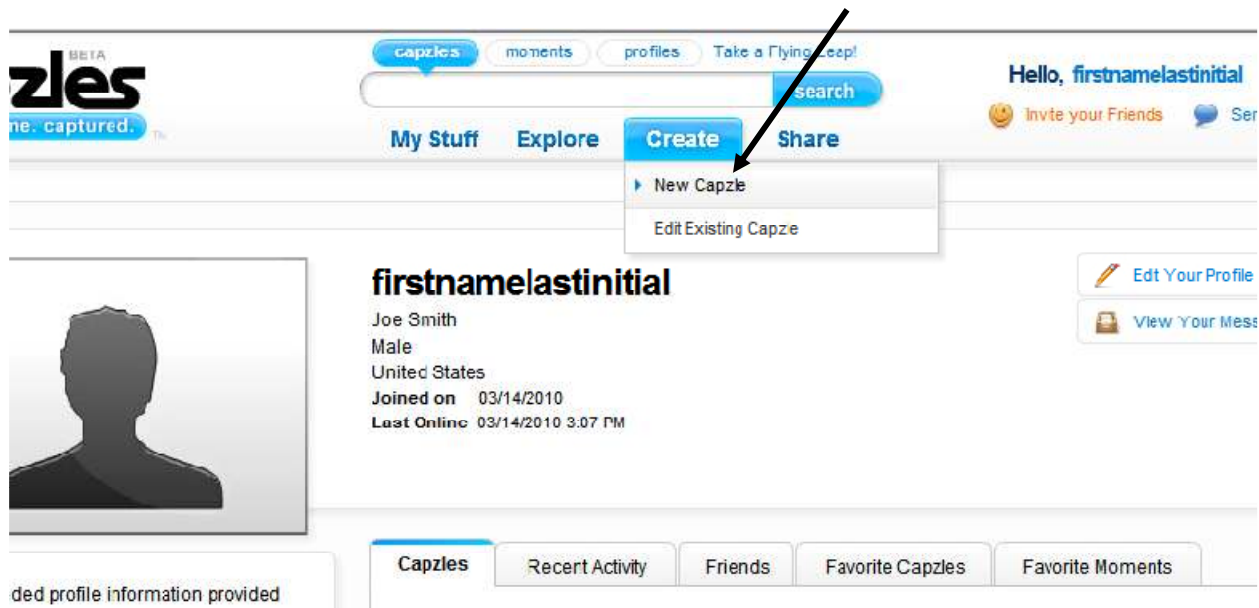 BETA
zles
me. captured.
capzles moments profiles Take a Flying Leap!
search
Hello, firstnamelastinitial
Invite your Friends Ser
My Stuff Explore Create Share
New Capzle
Edit Existing Capzle
firstnamelastinitial
Joe Smith
Male
United States
Joined on 03/14/2010
Last Online 03/14/2010 3:07 PM
Edit Your Profile
View Your Mess
Capzles Recent Activity Friends Favorite Capzles Favorite Moments
ded profile information provided